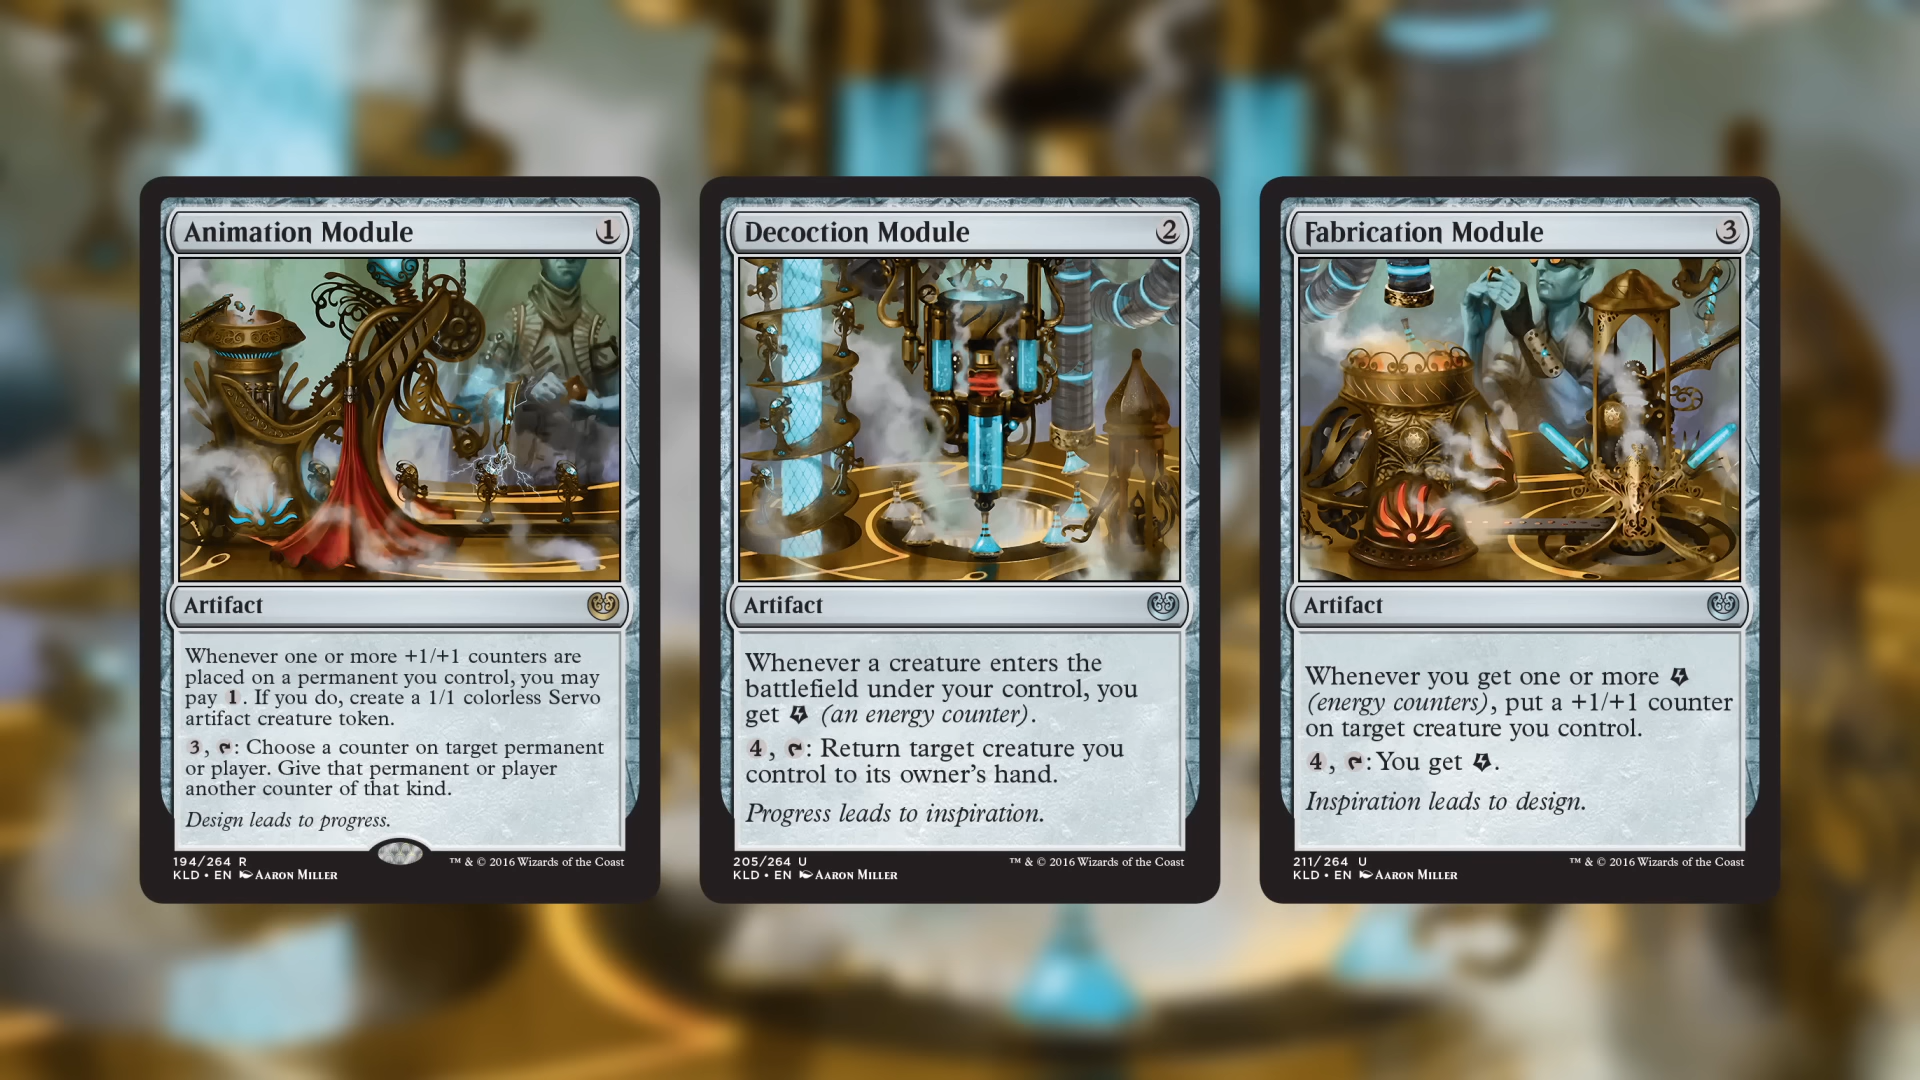 Animation Module 1
Artifact
Whenever one or more +1/+1 counters are
placed on a permanent you control, you may
pay 1. If you do, create a 1/1 colorless Servo
artifact creature token.
3, : Choose a counter on target permanent
or player. Give that permanent or player
another counter of that kind.
Design leads to progress.
194/264 R
KLD • EN Aaron Miller
™ & © 2016 Wizards of the Coast
Decoction Module 2
Artifact
Whenever a creature enters the
battlefield under your control, you
get (an energy counter).
4, : Return target creature you
control to its owner's hand.
Progress leads to inspiration.
205/264 U
KLD • EN Aaron Miller
™ & © 2016 Wizards of the Coast
Fabrication Module 3
Artifact
Whenever you get one or more
(energy counters), put a +1/+1 counter
on target creature you control.
4, : You get .
Inspiration leads to design.
211/264 U
KLD • EN Aaron Miller
™ & © 2016 Wizards of the Coast